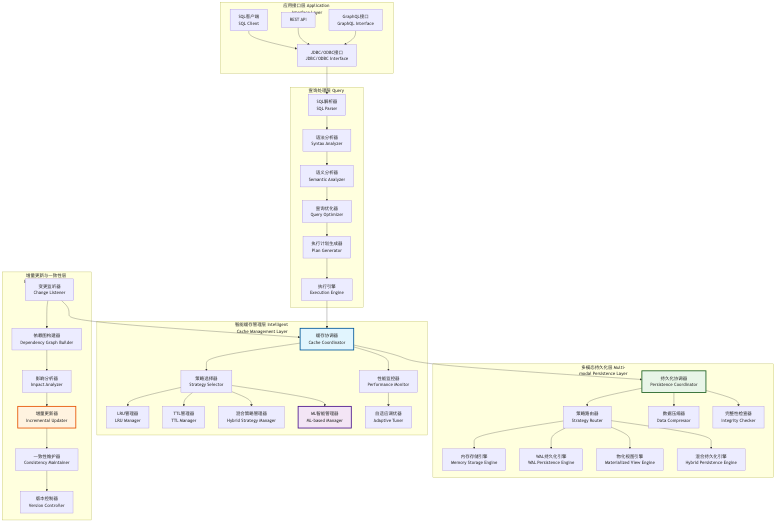 应用接口层 Application
Interface Layer
SQL客户端
SQL Client
REST API
GraphQL接口
GraphQL Interface
JDBC/ODBC接口
JDBC/ODBC Interface
查询处理层 Query
SQL解析器
SQL Parser
语法分析器
Syntax Analyzer
语义分析器
Semantic Analyzer
查询优化器
Query Optimizer
执行计划生成器
Plan Generator
执行引擎
Execution Engine
增量更新与一致性层
变更监听器
Change Listener
依赖图构建器
Dependency Graph Builder
影响分析器
Impact Analyzer
增量更新器
Incremental Updater
一致性维护器
Consistency Maintainer
版本控制器
Version Controller
智能缓存管理层 Intelligent
Cache Management Layer
缓存协调器
Cache Coordinator
策略选择器
Strategy Selector
性能监控器
Performance Monitor
LRU管理器
LRU Manager
TTL管理器
TTL Manager
混合策略管理器
Hybrid Strategy Manager
ML智能管理器
RL-based Manager
自适应调优器
Adaptive Tuner
多模态持久化层 Multi-
modal Persistence Layer
持久化协调器
Persistence Coordinator
策略路由器
Strategy Router
数据压缩器
Data Compressor
完整性检查器
Integrity Checker
内存存储引擎
Memory Storage Engine
WAL持久化引擎
WAL Persistence Engine
物化视图引擎
Materialized View Engine
混合持久化引擎
Hybrid Persistence Engine